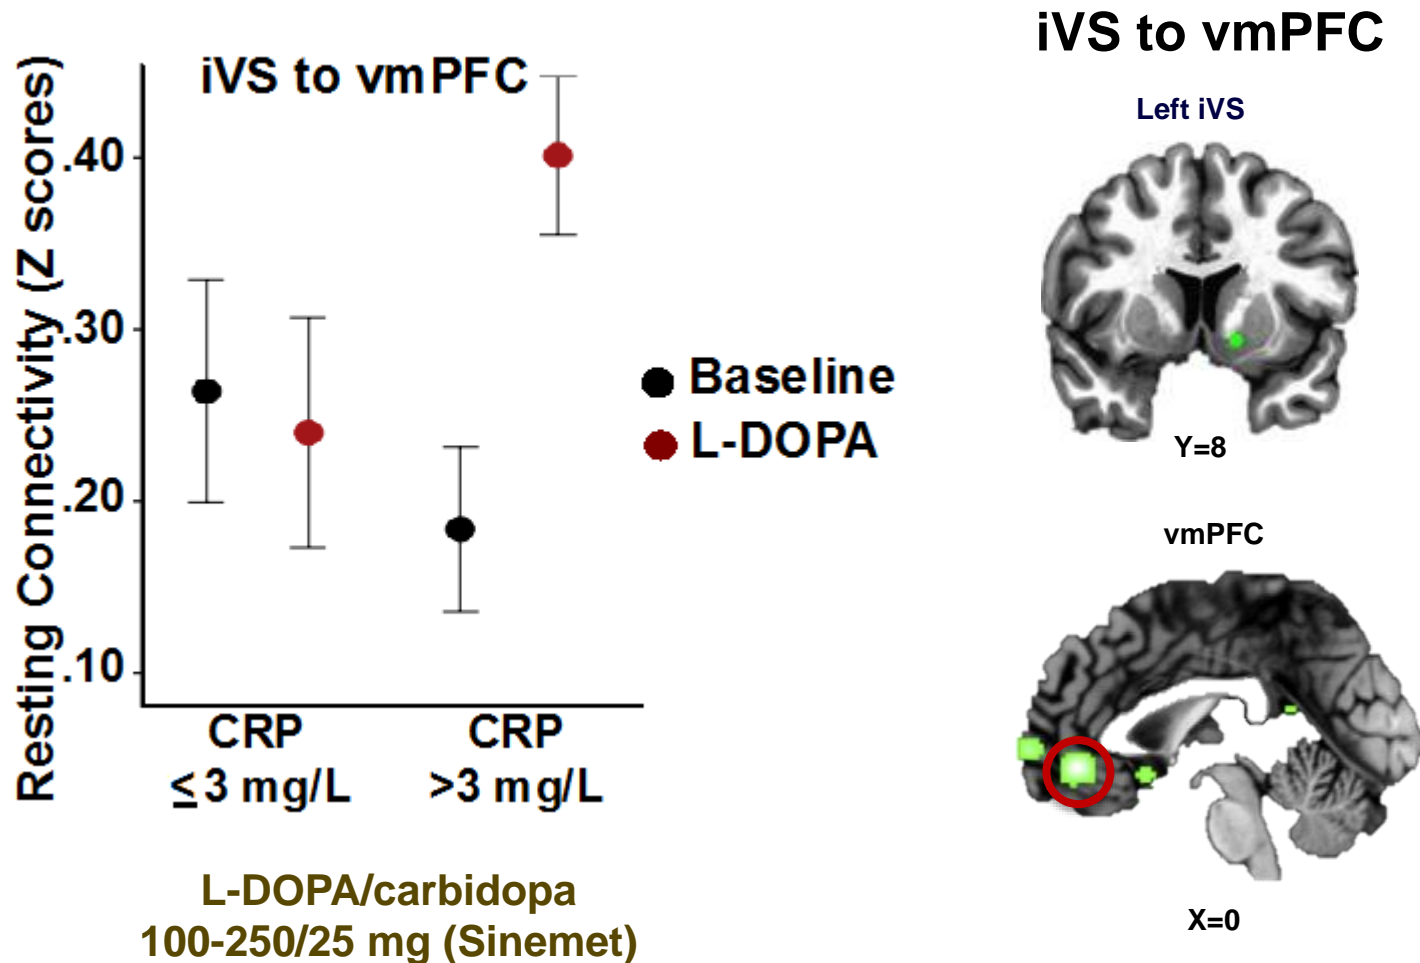 iVS to vmPFC
Resting Connectivity (Z scores)
.40
.30
.20
.10
Baseline
L-DOPA
CRP
≤3 mg/L
CRP
>3 mg/L
L-DOPA/carbidopa
100-250/25 mg (Sinemet)
iVS to vmPFC
Left iVS
Y=8
vmPFC
X=0